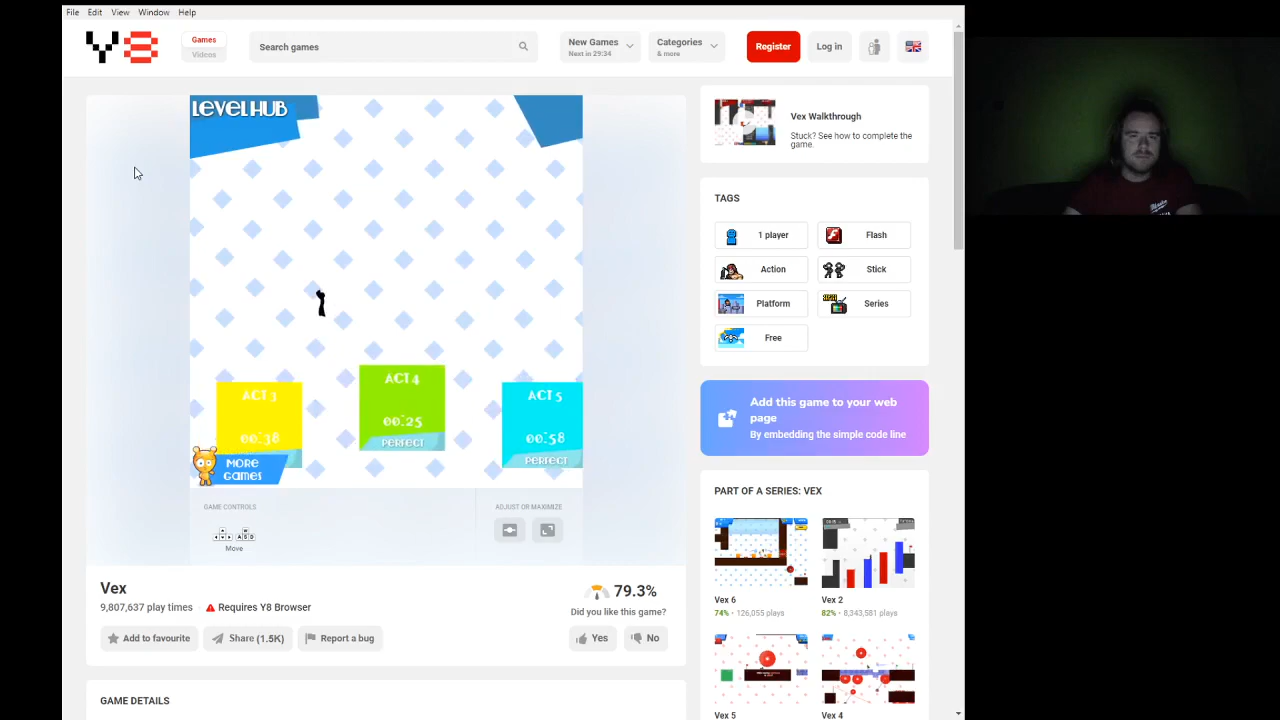 File Edit View Window Help
Y8
Games
Videos
Search games
New Games
Next in 29:34
Categories
& more
Register
Log in
LEVEL HUB
ACT 3
00:38
ACT 4
00:25
PERFECT
ACT 5
00:58
PERFECT
MORE
GAMES
GAME CONTROLS
Move
ADJUST OR MAXIMIZE
Vex
9,807,637 play times
Requires Y8 Browser
79.3%
Did you like this game?
Add to favourite
Share (1.5K)
Report a bug
Yes
No
GAME DETAILS
Vex Walkthrough
Stuck? See how to complete the
game.
TAGS
1 player
Flash
Action
Stick
Platform
Series
Free
Add this game to your web
page
By embedding the simple code line
PART OF A SERIES: VEX
Vex 6
74% • 126,055 plays
Vex 2
82% • 8,343,581 plays
Vex 5
Vex 4